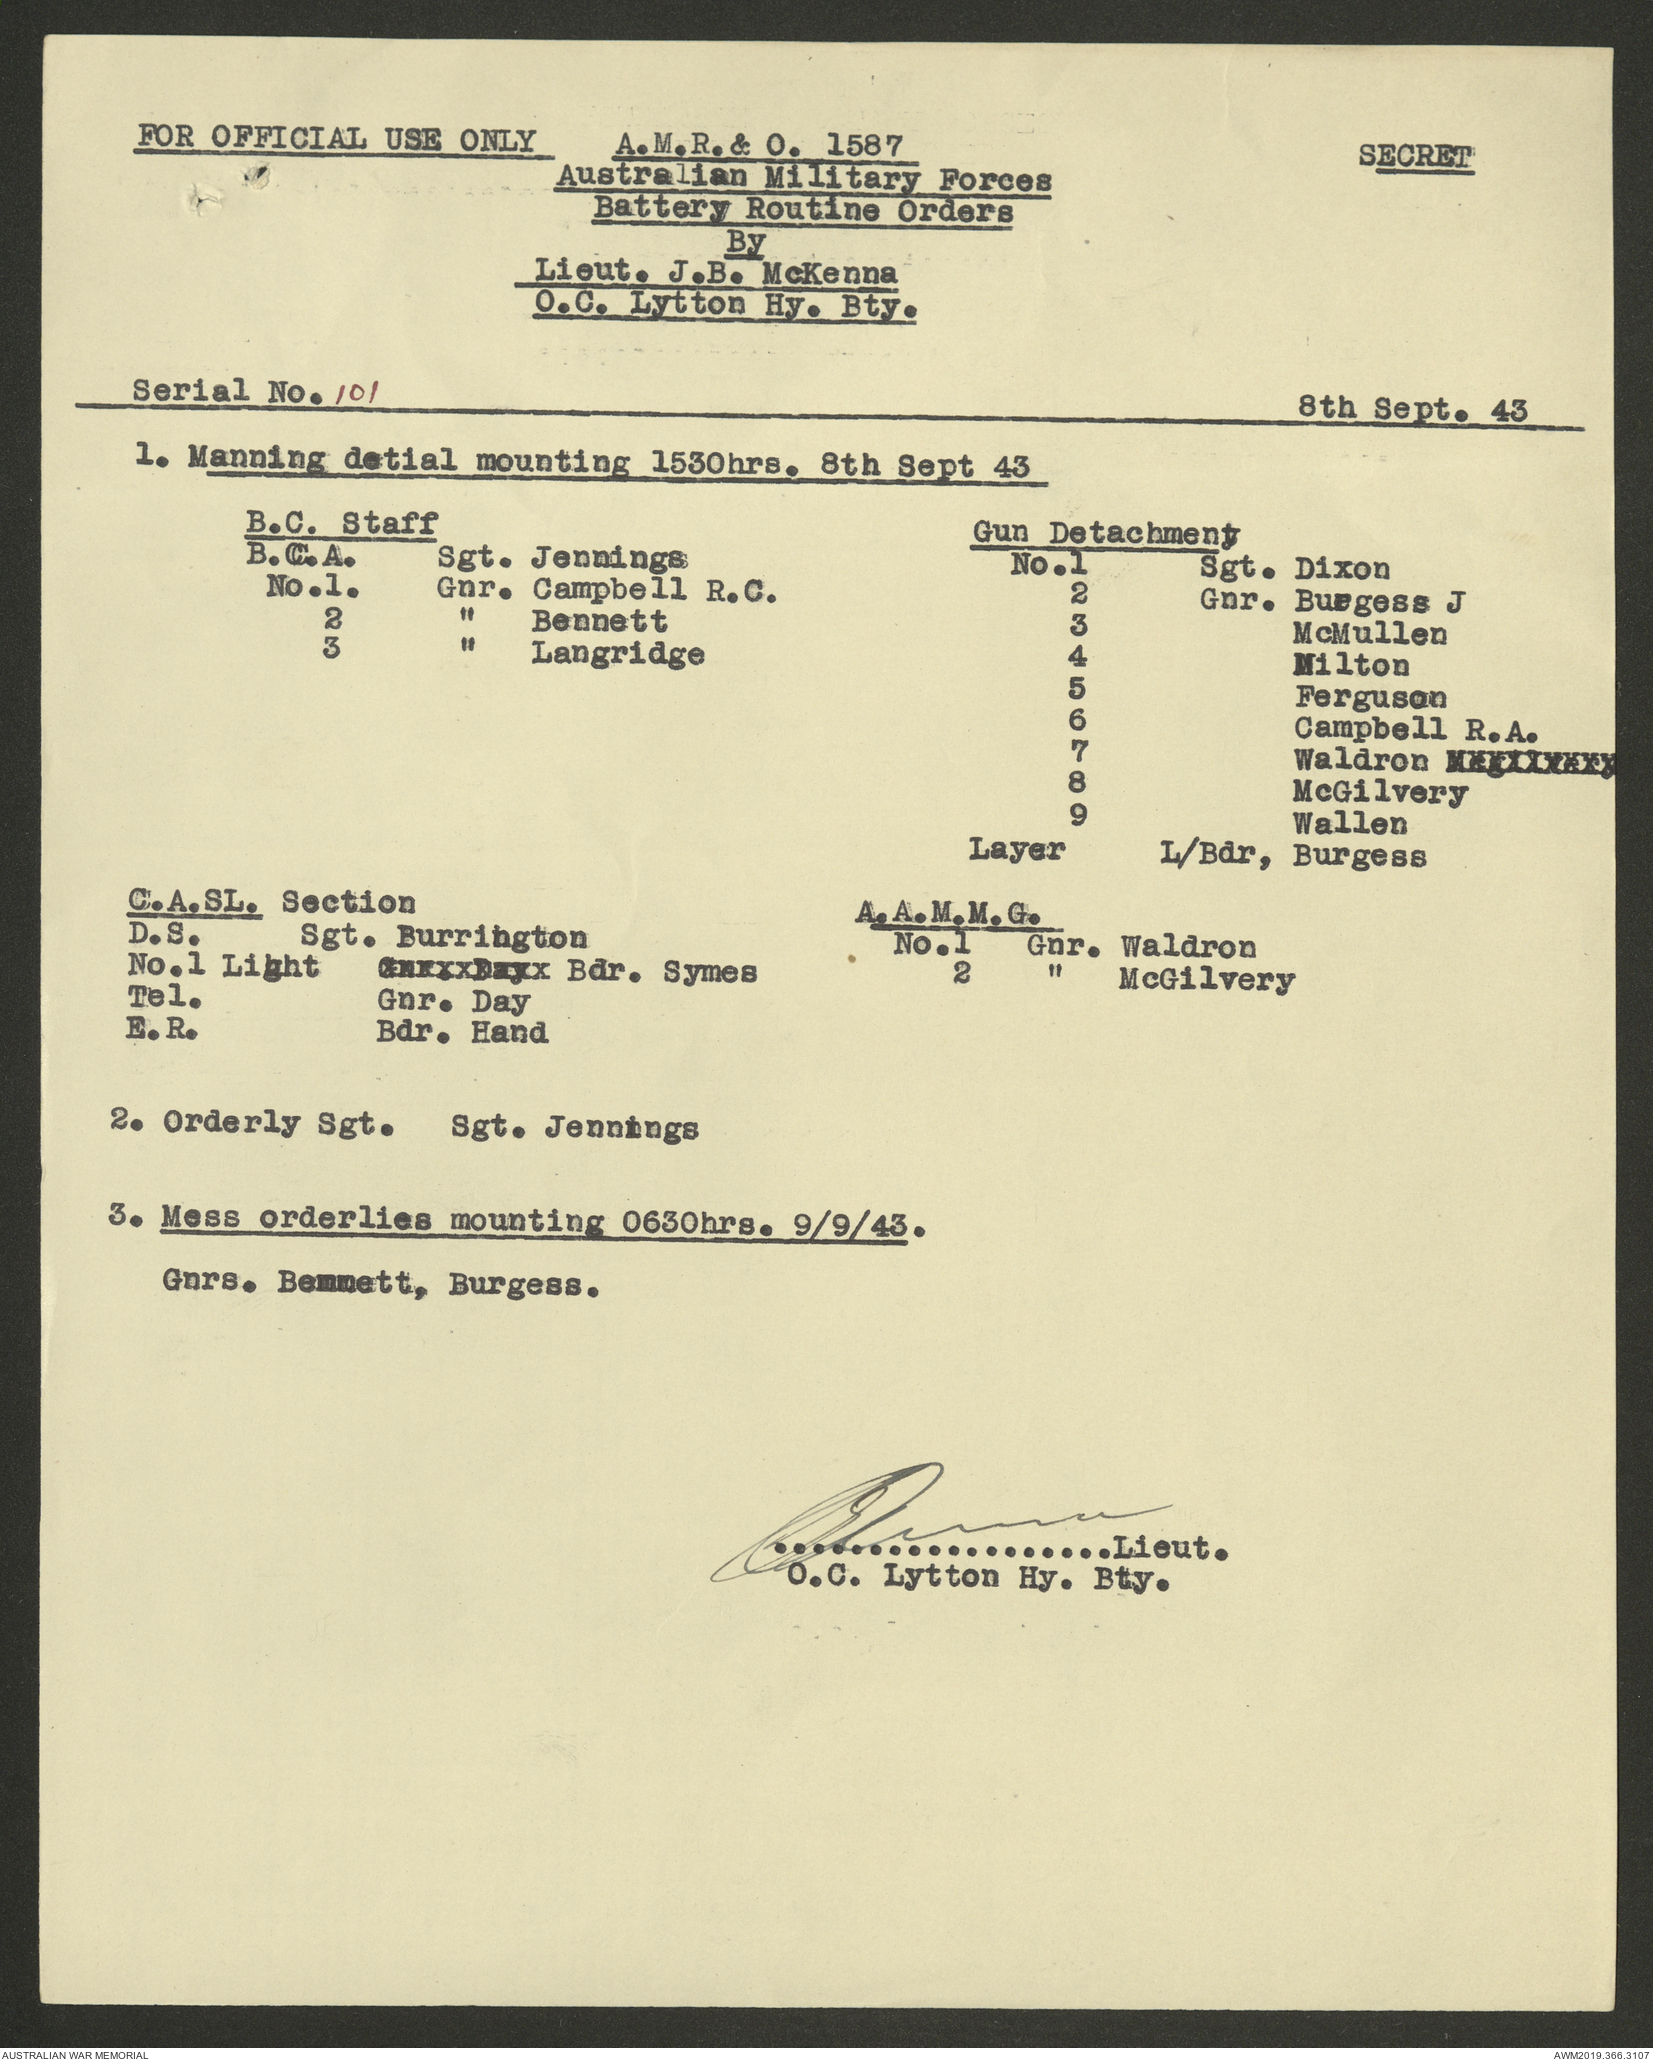 FOR OFFICIAL USE ONLY
A.M.R.& O. 1587
SECRET
Australian Military Forces
Battery Routine Orders
By
Lieut. J.B. McKenna
O.C. Lytton Hy. Bty.
Serial No. 101
8th Sept. 43
1. Manning detial mounting 1530hrs. 8th Sept 43
B.C. Staff
B.C.A. Sgt. Jennings
No.1. Gnr. Campbell R.C.
2 " Bennett
3 " Langridge
Gun Detachment
No.1 Sgt. Dixon
2 Gnr. Burgess J
3 McMullen
4 Milton
5 Ferguson
6 Campbell R.A.
7 Waldron
8 McGilvery
9 Wallen
Layer L/Bdr, Burgess
C.A.SL. Section
D.S. Sgt. Burrington
No.1 Light Gnr. Day Bdr. Symes
Tel. Gnr. Day
E.R. Bdr. Hand
A.A.M.M.G.
No.1 Gnr. Waldron
2 " McGilvery
2. Orderly Sgt. Sgt. Jennings
3. Mess orderlies mounting 0630hrs. 9/9/43.
Gnrs. Bennett, Burgess.
..................Lieut.
O.C. Lytton Hy. Bty.
AUSTRALIAN WAR MEMORIAL
AWM2019.366.3107